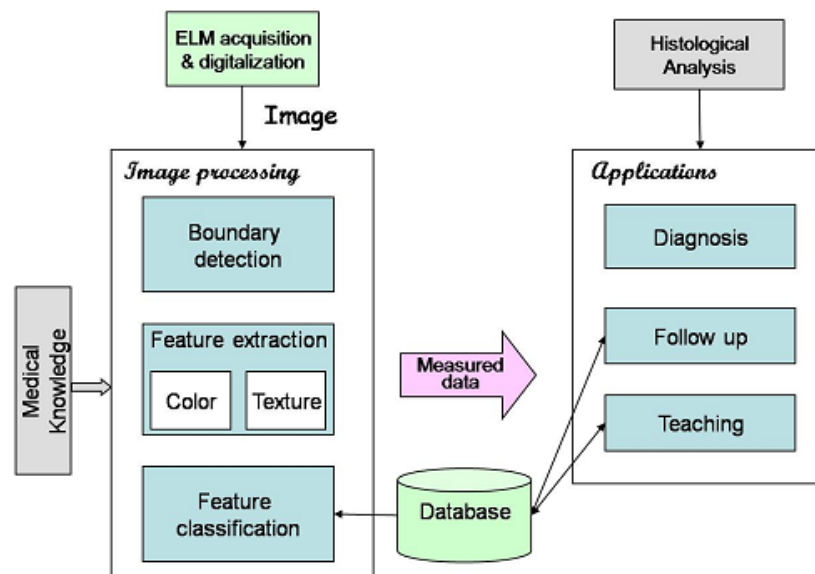 ELM acquisition
& digitalization
Image
Histological
Analysis
Image processing
Boundary
detection
Feature extraction
Color
Texture
Feature
classification
Medical
Knowledge
Measured
data
Database
Applications
Diagnosis
Follow up
Teaching